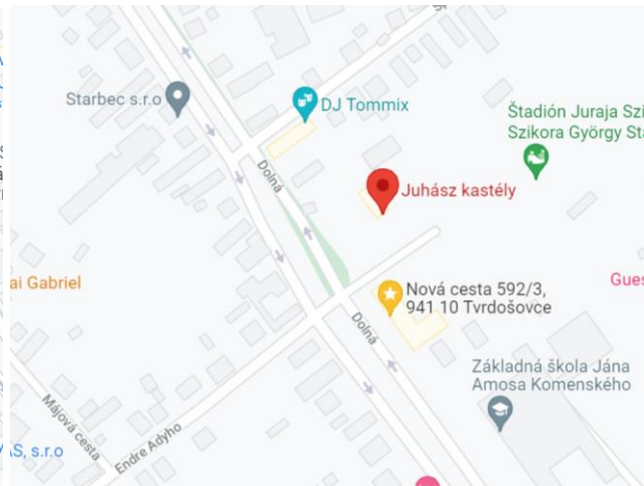 Starbec s.r.o
DJ Tommix
Štadión Juraja Szi
Szikora György Sta
Dolná
Juhász kastély
ai Gabriel
Nová cesta 592/3,
941 10 Tvrdošovce
Gues
Dolná
Základná škola Jána
Amosa Komenského
Májová cesta
Endre Adyho
AS, s.r.o